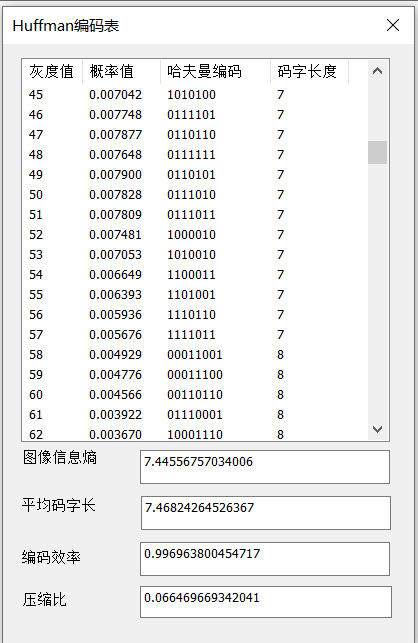 Huffman编码表
灰度值 概率值 哈夫曼编码 码字长度
45 0.007042 1010100 7
46 0.007748 0111101 7
47 0.007877 0110110 7
48 0.007648 0111111 7
49 0.007900 0110101 7
50 0.007828 0111010 7
51 0.007809 0111011 7
52 0.007481 1000010 7
53 0.007053 1010010 7
54 0.006649 1100011 7
55 0.006393 1101001 7
56 0.005936 1110110 7
57 0.005676 1111011 7
58 0.004929 00011001 8
59 0.004776 00011100 8
60 0.004566 00110110 8
61 0.003922 01110001 8
62 0.003670 10001110 8
图像信息熵 7.44556757034006
平均码字长 7.46824264526367
编码效率 0.996963800454717
压缩比 0.066469669342041